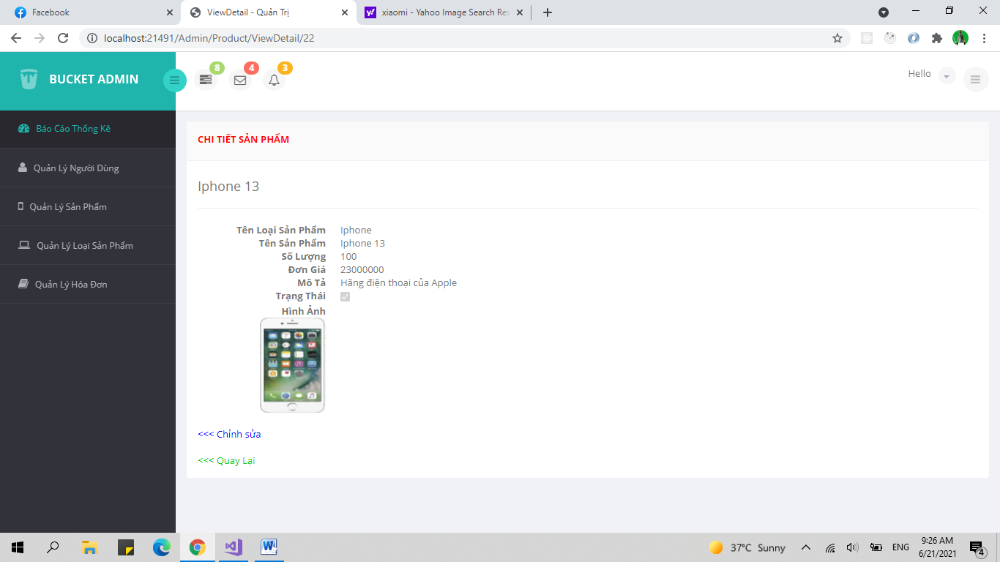 Facebook
ViewDetail - Quản Trị
xiaomi - Yahoo Image Search Res
localhost:21491/Admin/Product/ViewDetail/22
BUCKET ADMIN
8
4
3
Hello
Báo Cáo Thống Kê
Quản Lý Người Dùng
Quản Lý Sản Phẩm
Quản Lý Loại Sản Phẩm
Quản Lý Hóa Đơn
CHI TIẾT SẢN PHẨM
Iphone 13
Tên Loại Sản Phẩm Iphone
Tên Sản Phẩm Iphone 13
Số Lượng 100
Đơn Giá 23000000
Mô Tả Hãng điện thoại của Apple
Trạng Thái
Hình Ảnh
<<< Chỉnh sửa
<<< Quay Lại
37°C Sunny
ENG
9:26 AM
6/21/2021
4